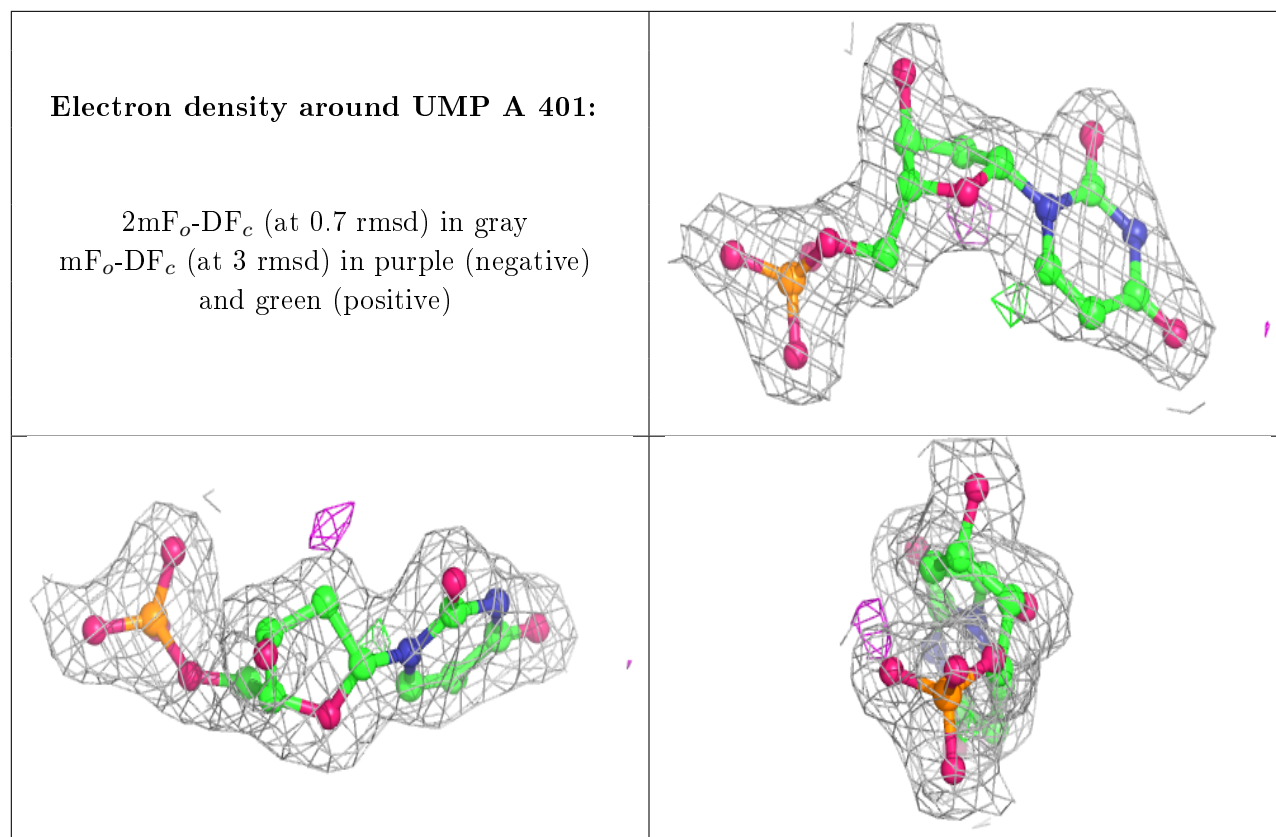 Electron density around UMP A 401:
2mFₒ-DF𝒸 (at 0.7 rmsd) in gray
mFₒ-DF𝒸 (at 3 rmsd) in purple (negative)
and green (positive)